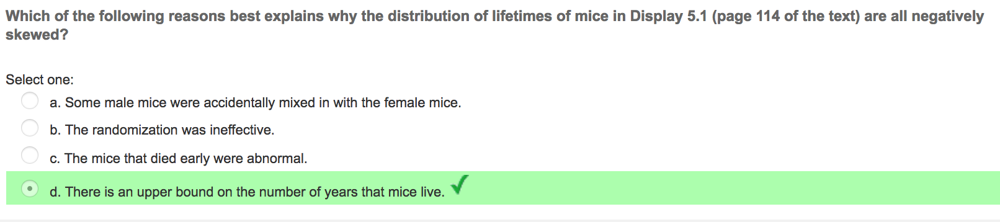 Which of the following reasons best explains why the distribution of lifetimes of mice in Display 5.1 (page 114 of the text) are all negatively
skewed?
Select one:
a. Some male mice were accidentally mixed in with the female mice.
b. The randomization was ineffective.
c. The mice that died early were abnormal.
d. There is an upper bound on the number of years that mice live.